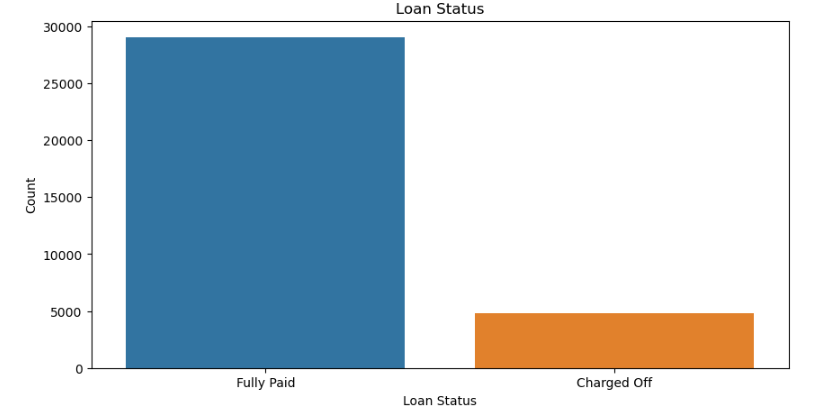 Loan Status
30000
25000
20000
15000
10000
5000
0
Count
Fully Paid
Charged Off
Loan Status